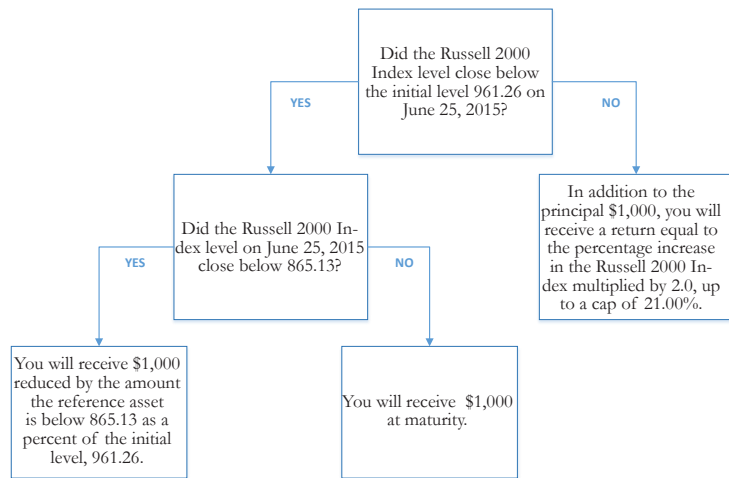 Did the Russell 2000
Index level close below
the initial level 961.26 on
June 25, 2015?
YES
NO
Did the Russell 2000 In-
dex level on June 25, 2015
close below 865.13?
In addition to the
principal $1,000, you will
receive a return equal to
the percentage increase
in the Russell 2000 In-
dex multiplied by 2.0, up
to a cap of 21.00%.
YES
NO
You will receive $1,000
reduced by the amount
the reference asset
is below 865.13 as a
percent of the initial
level, 961.26.
You will receive $1,000
at maturity.